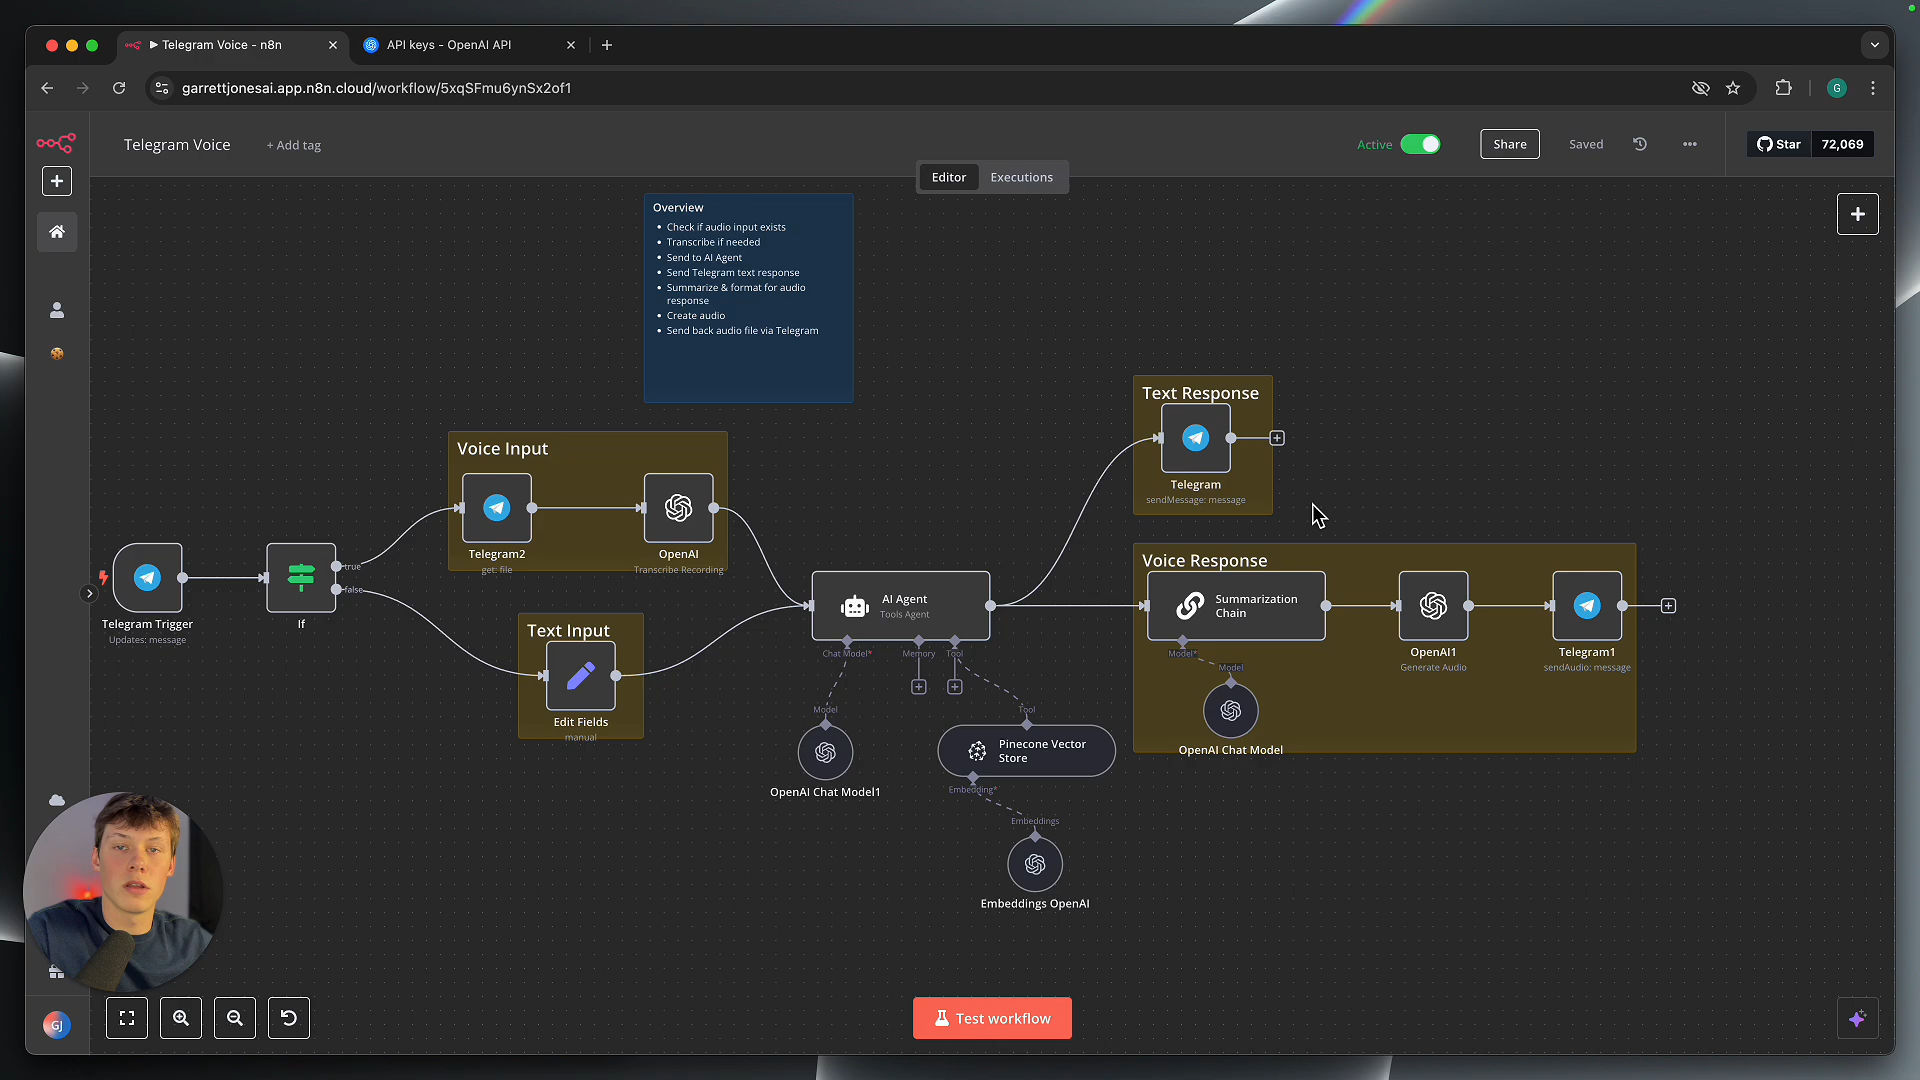 Telegram Voice - n8n
API keys - OpenAI API
garrettjonesai.app.n8n.cloud/workflow/5xqSFmu6ynSx2of1
G
Telegram Voice
+ Add tag
Active
Share
Saved
Star
72,069
Editor
Executions
Overview
Check if audio input exists
Transcribe if needed
Send to AI Agent
Send Telegram text response
Summarize & format for audio
response
Create audio
Send back audio file via Telegram
Text Response
Telegram
sendMessage: message
Voice Input
Telegram2
get: file
OpenAI
Transcribe Recording
Telegram Trigger
Updates: message
If
true
false
Text Input
Edit Fields
manual
AI Agent
Tools Agent
Chat Model*
Memory
Tool
Model
OpenAI Chat Model1
Tool
Pinecone Vector
Store
Embedding*
Embeddings
Embeddings OpenAI
Voice Response
Summarization
Chain
Model*
Model
OpenAI Chat Model
OpenAI1
Generate Audio
Telegram1
sendAudio: message
GJ
Test workflow